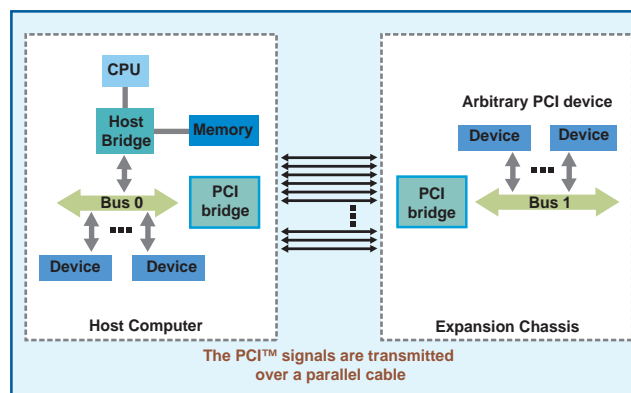 CPU
Host
Bridge
Memory
Bus 0
PCI
bridge
Device
Device
Host Computer
Arbitrary PCI device
Device
Device
PCI
bridge
Bus 1
Expansion Chassis
The PCI™ signals are transmitted
over a parallel cable